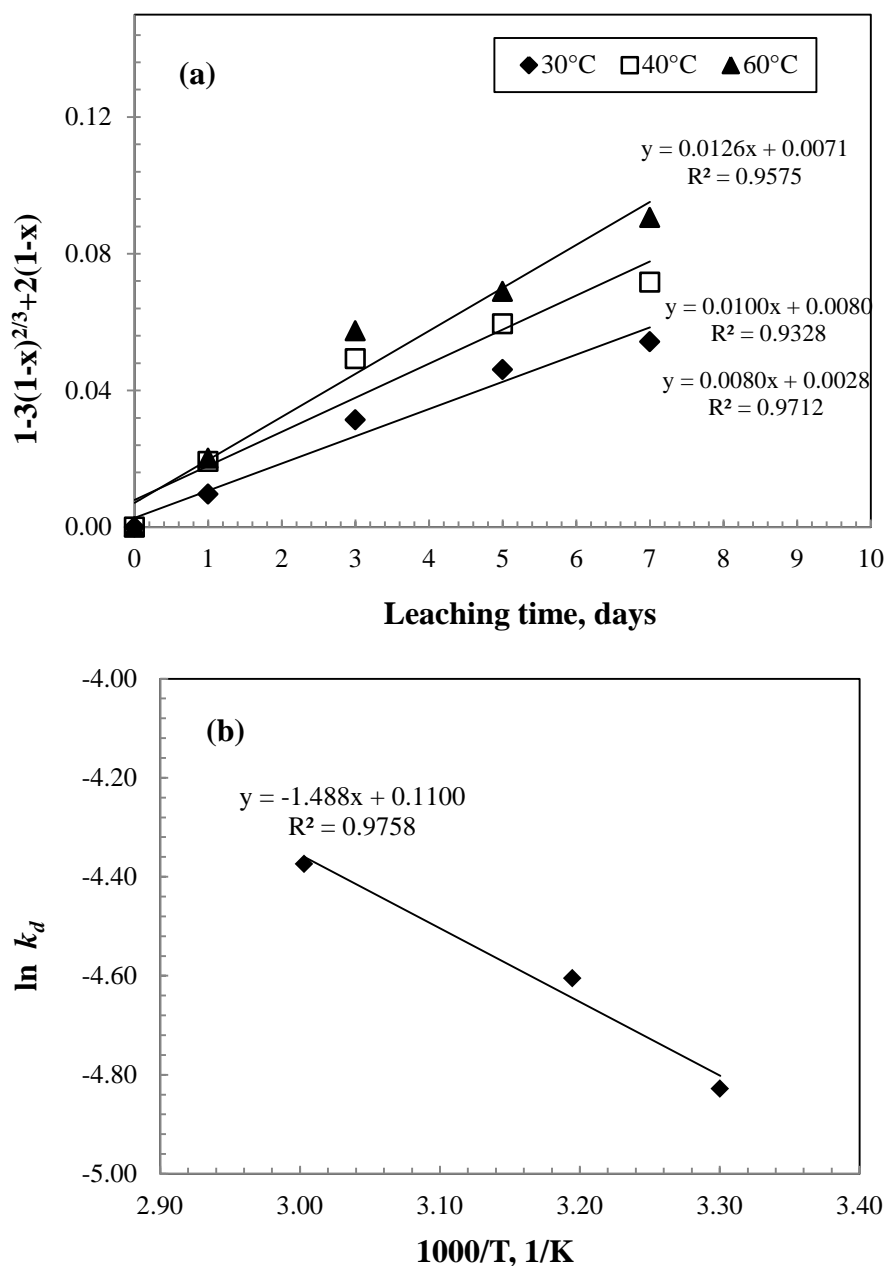 (a)
30°C 40°C 60°C
0.12
y = 0.0126x + 0.0071
R² = 0.9575
0.08
y = 0.0100x + 0.0080
R² = 0.9328
0.04
y = 0.0080x + 0.0028
R² = 0.9712
0.00
1-3(1-x)^{2/3}+2(1-x)
0 1 2 3 4 5 6 7 8 9 10
Leaching time, days
-4.00
(b)
-4.20
y = -1.488x + 0.1100
R² = 0.9758
-4.40
-4.60
-4.80
-5.00
ln k_d
2.90 3.00 3.10 3.20 3.30 3.40
1000/T, 1/K